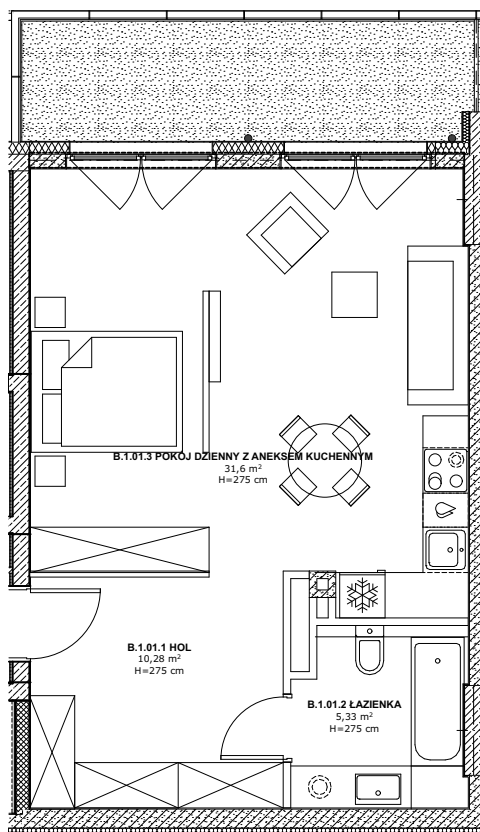 B.1.01.3 POKÓJ DZIENNY Z ANEKSEM KUCHENNYM
31,6 m²
H=275 cm
B.1.01.1 HOL
10,28 m²
H=275 cm
B.1.01.2 ŁAZIENKA
5,33 m²
H=275 cm